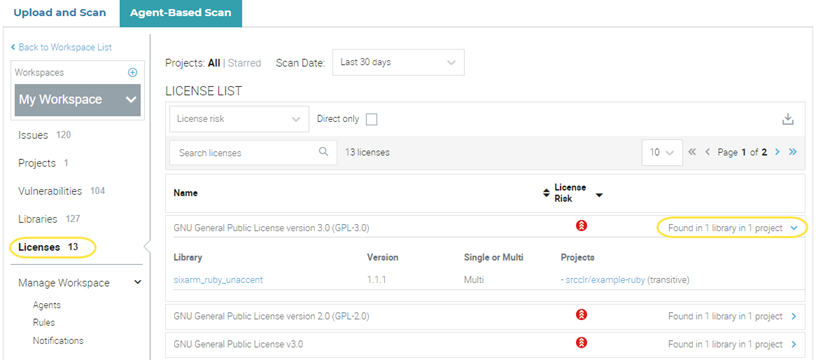 Upload and Scan
Agent-Based Scan
Back to Workspace List
Workspaces
My Workspace
Issues 120
Projects 1
Vulnerabilities 104
Libraries 127
Licenses 13
Manage Workspace
Agents
Rules
Notifications
Projects: All | Starred Scan Date: Last 30 days
LICENSE LIST
License risk Direct only
Search licenses 13 licenses 10 Page 1 of 2
Name License Risk
GNU General Public License version 3.0 (GPL-3.0) Found in 1 library in 1 project
Library Version Single or Multi Projects
sixarm_ruby_unaccent 1.1.1 Multi - srcclr/example-ruby (transitive)
GNU General Public License version 2.0 (GPL-2.0) Found in 1 library in 1 project
GNU General Public License v3.0 Found in 1 library in 1 project